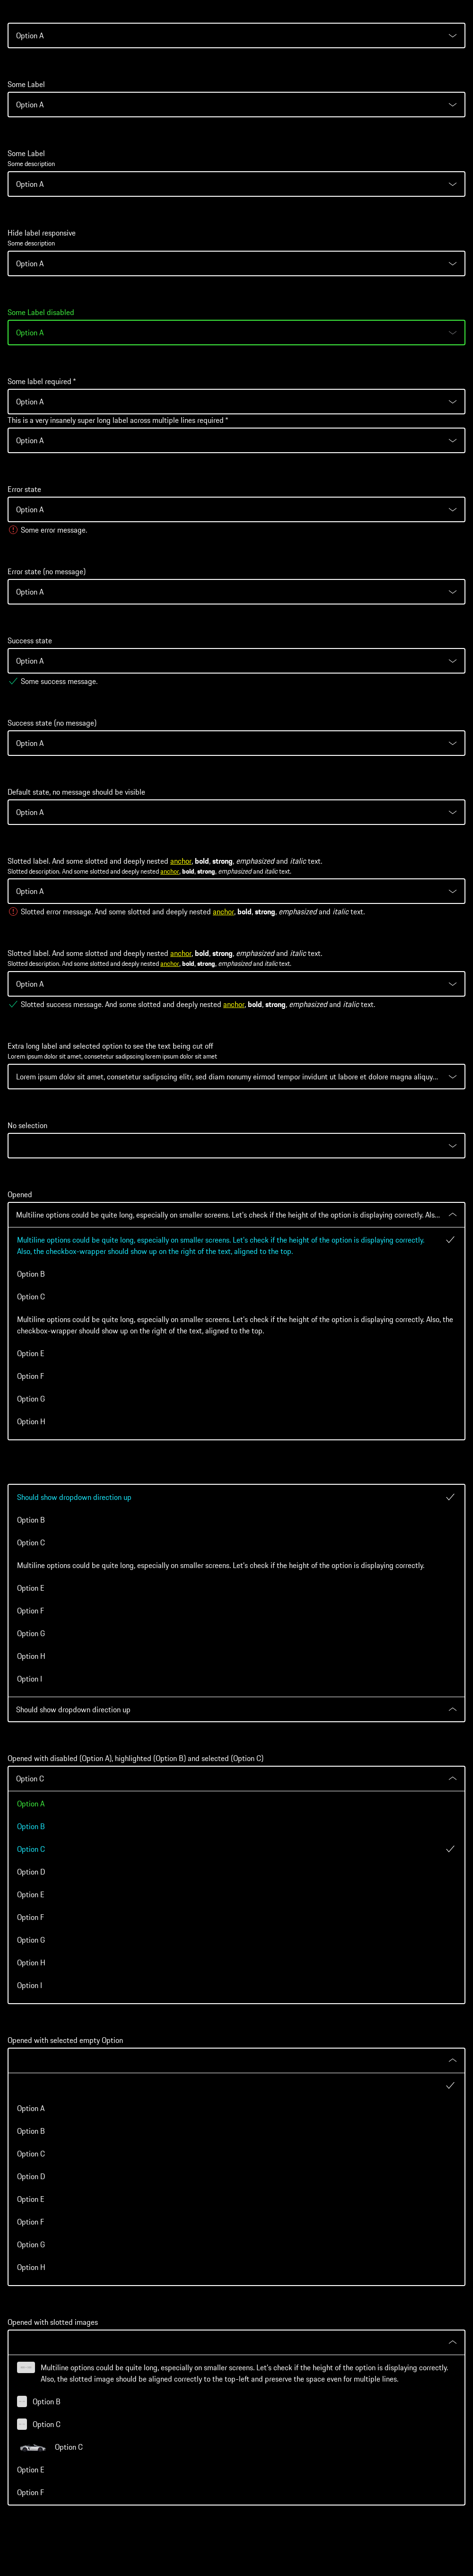 Option A
Some Label
Option A
Some Label
Some description
Option A
Hide label responsive
Some description
Option A
Some Label disabled
Option A
Some label required *
Option A
This is a very insanely super long label across multiple lines required *
Option A
Error state
Option A
Some error message.
Error state (no message)
Option A
Success state
Option A
Some success message.
Success state (no message)
Option A
Default state, no message should be visible
Option A
Slotted label. And some slotted and deeply nested anchor, bold, strong, emphasized and italic text.
Slotted description. And some slotted and deeply nested anchor, bold, strong, emphasized and italic text.
Option A
Slotted error message. And some slotted and deeply nested anchor, bold, strong, emphasized and italic text.
Slotted label. And some slotted and deeply nested anchor, bold, strong, emphasized and italic text.
Slotted description. And some slotted and deeply nested anchor, bold, strong, emphasized and italic text.
Option A
Slotted success message. And some slotted and deeply nested anchor, bold, strong, emphasized and italic text.
Extra long label and selected option to see the text being cut off
Lorem ipsum dolor sit amet, consetetur sadipscing lorem ipsum dolor sit amet
Lorem ipsum dolor sit amet, consetetur sadipscing elitr, sed diam nonumy eirmod tempor invidunt ut labore et dolore magna aliquy...
No selection
Opened
Multiline options could be quite long, especially on smaller screens. Let's check if the height of the option is displaying correctly. Als...
Multiline options could be quite long, especially on smaller screens. Let's check if the height of the option is displaying correctly.
Also, the checkbox-wrapper should show up on the right of the text, aligned to the top.
Option B
Option C
Multiline options could be quite long, especially on smaller screens. Let's check if the height of the option is displaying correctly. Also, the
checkbox-wrapper should show up on the right of the text, aligned to the top.
Option E
Option F
Option G
Option H
Should show dropdown direction up
Option B
Option C
Multiline options could be quite long, especially on smaller screens. Let's check if the height of the option is displaying correctly.
Option E
Option F
Option G
Option H
Option I
Should show dropdown direction up
Opened with disabled (Option A), highlighted (Option B) and selected (Option C)
Option C
Option A
Option B
Option C
Option D
Option E
Option F
Option G
Option H
Option I
Opened with selected empty Option
Option A
Option B
Option C
Option D
Option E
Option F
Option G
Option H
Opened with slotted images
Multiline options could be quite long, especially on smaller screens. Let's check if the height of the option is displaying correctly.
Also, the slotted image should be aligned correctly to the top-left and preserve the space even for multiple lines.
Option B
Option C
Option C
Option E
Option F